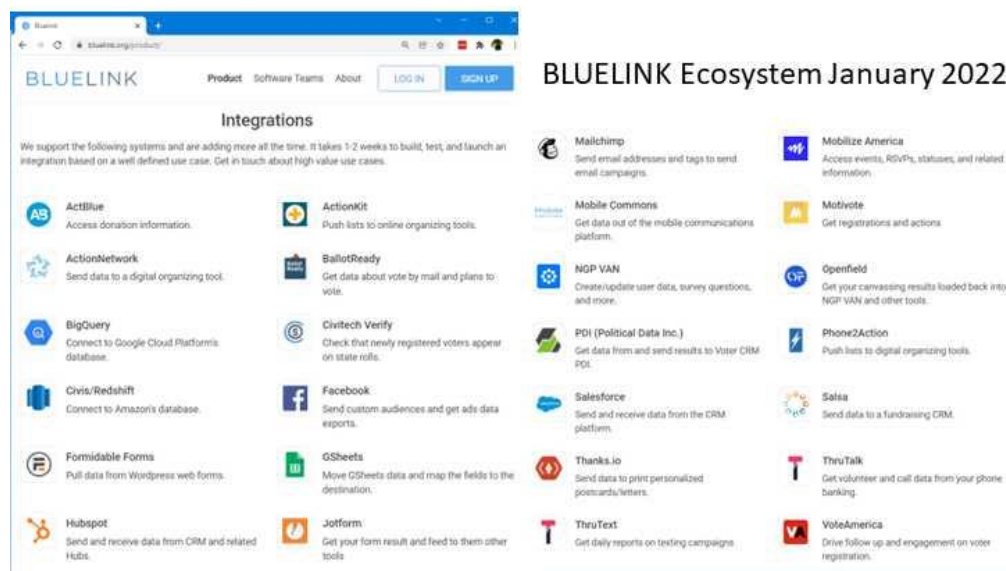 Bluelink
bluelink.org/product/
BLUELINK
Product Software Teams About LOG IN SIGN UP
Integrations
We support the following systems and are adding more all the time. It takes 1-2 weeks to build, test, and launch an
integration based on a well defined use case. Get in touch about high value use cases.
AB
ActBlue
Access donation information.
ActionKit
Push lists to online organizing tools.
ActionNetwork
Send data to a digital organizing tool.
Ballot
Ready
BallotReady
Get data about vote by mail and plans to
vote.
BigQuery
Connect to Google Cloud Platform's
database.
Civitech Verify
Check that newly registered voters appear
on state rolls.
Civis/Redshift
Connect to Amazon's database.
Facebook
Send custom audiences and get ads data
exports.
Formidable Forms
Pull data from Wordpress web forms.
GSheets
Move GSheets data and map the fields to the
destination.
Hubspot
Send and receive data from CRM and related
Hubs.
Jotform
Get your form result and feed to them other
tools
BLUELINK Ecosystem January 2022
Mailchimp
Send email addresses and tags to send
email campaigns.
Mobilize America
Access events, RSVPs, statuses, and related
information.
Mobile Commons
Get data out of the mobile communications
platform.
Motivote
Get registrations and actions
NGP VAN
Create/update user data, survey questions,
and more.
OF
Openfield
Get your canvassing results loaded back into
NGP VAN and other tools.
PDI (Political Data Inc.)
Get data from and send results to Voter CRM
PDI.
Phone2Action
Push lists to digital organizing tools.
Salesforce
Send and receive data from the CRM
platform.
Salsa
Send data to a fundraising CRM.
Thanks.io
Send data to print personalized
postcards/letters.
ThruTalk
Get volunteer and call data from your phone
banking.
ThruText
Get daily reports on texting campaigns
VA
VoteAmerica
Drive follow up and engagement on voter
registration.